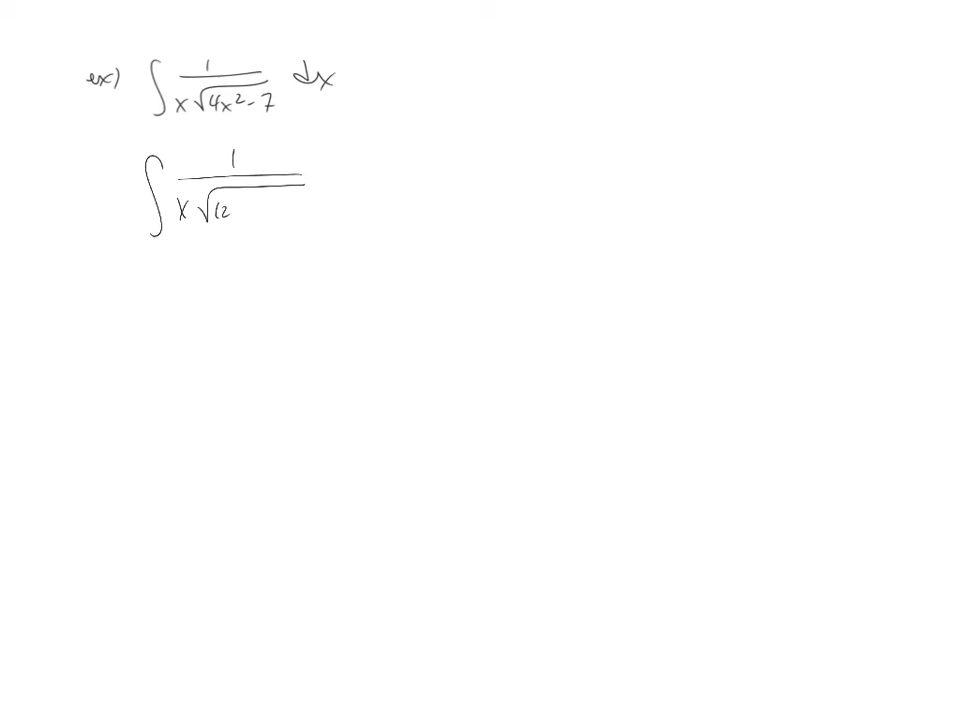 ex) ∫ 1/(x√(4x²-7)) dx
∫ 1/(x√((2